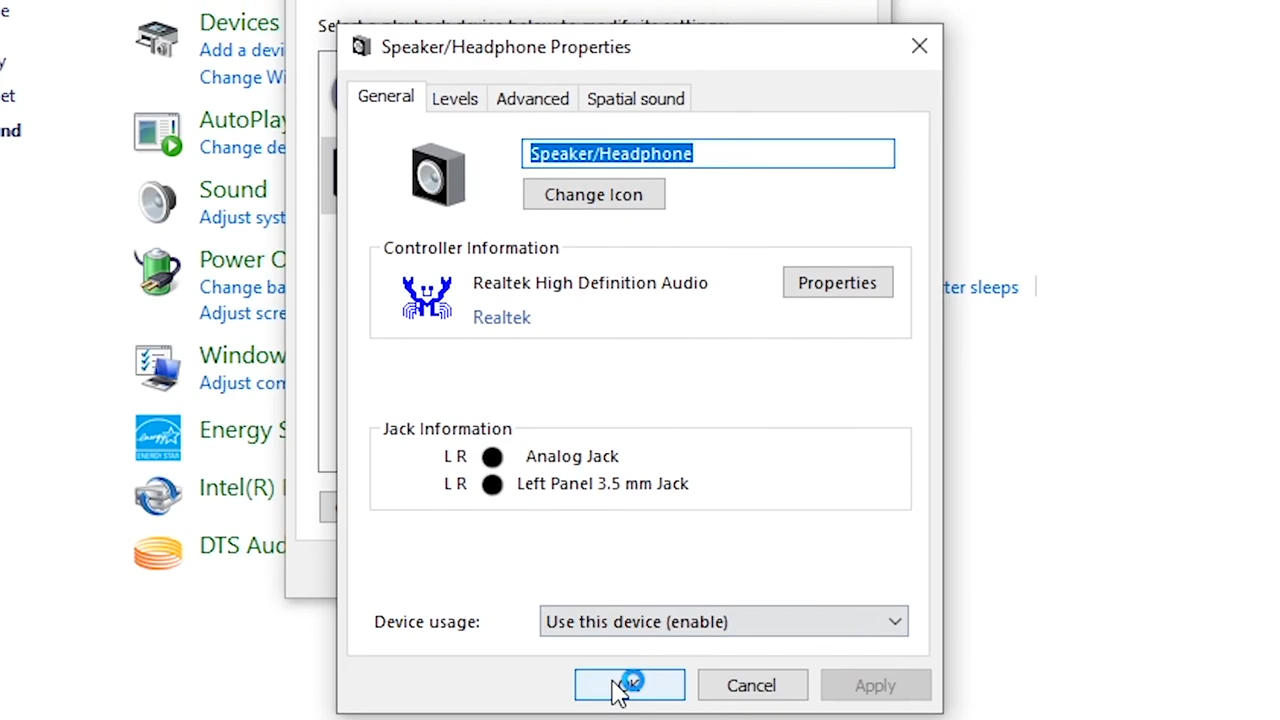 Devices
Add a devi
Change Wi
AutoPlay
Change de
Sound
Adjust syst
Power O
Change ba
Adjust scre
Window
Adjust com
Energy S
Intel(R)
DTS Aud
et
nd
ter sleeps
Speaker/Headphone Properties
General
Levels
Advanced
Spatial sound
Speaker/Headphone
Change Icon
Controller Information
Realtek High Definition Audio
Properties
Realtek
Jack Information
L R
Analog Jack
L R
Left Panel 3.5 mm Jack
Device usage:
Use this device (enable)
Cancel
Apply